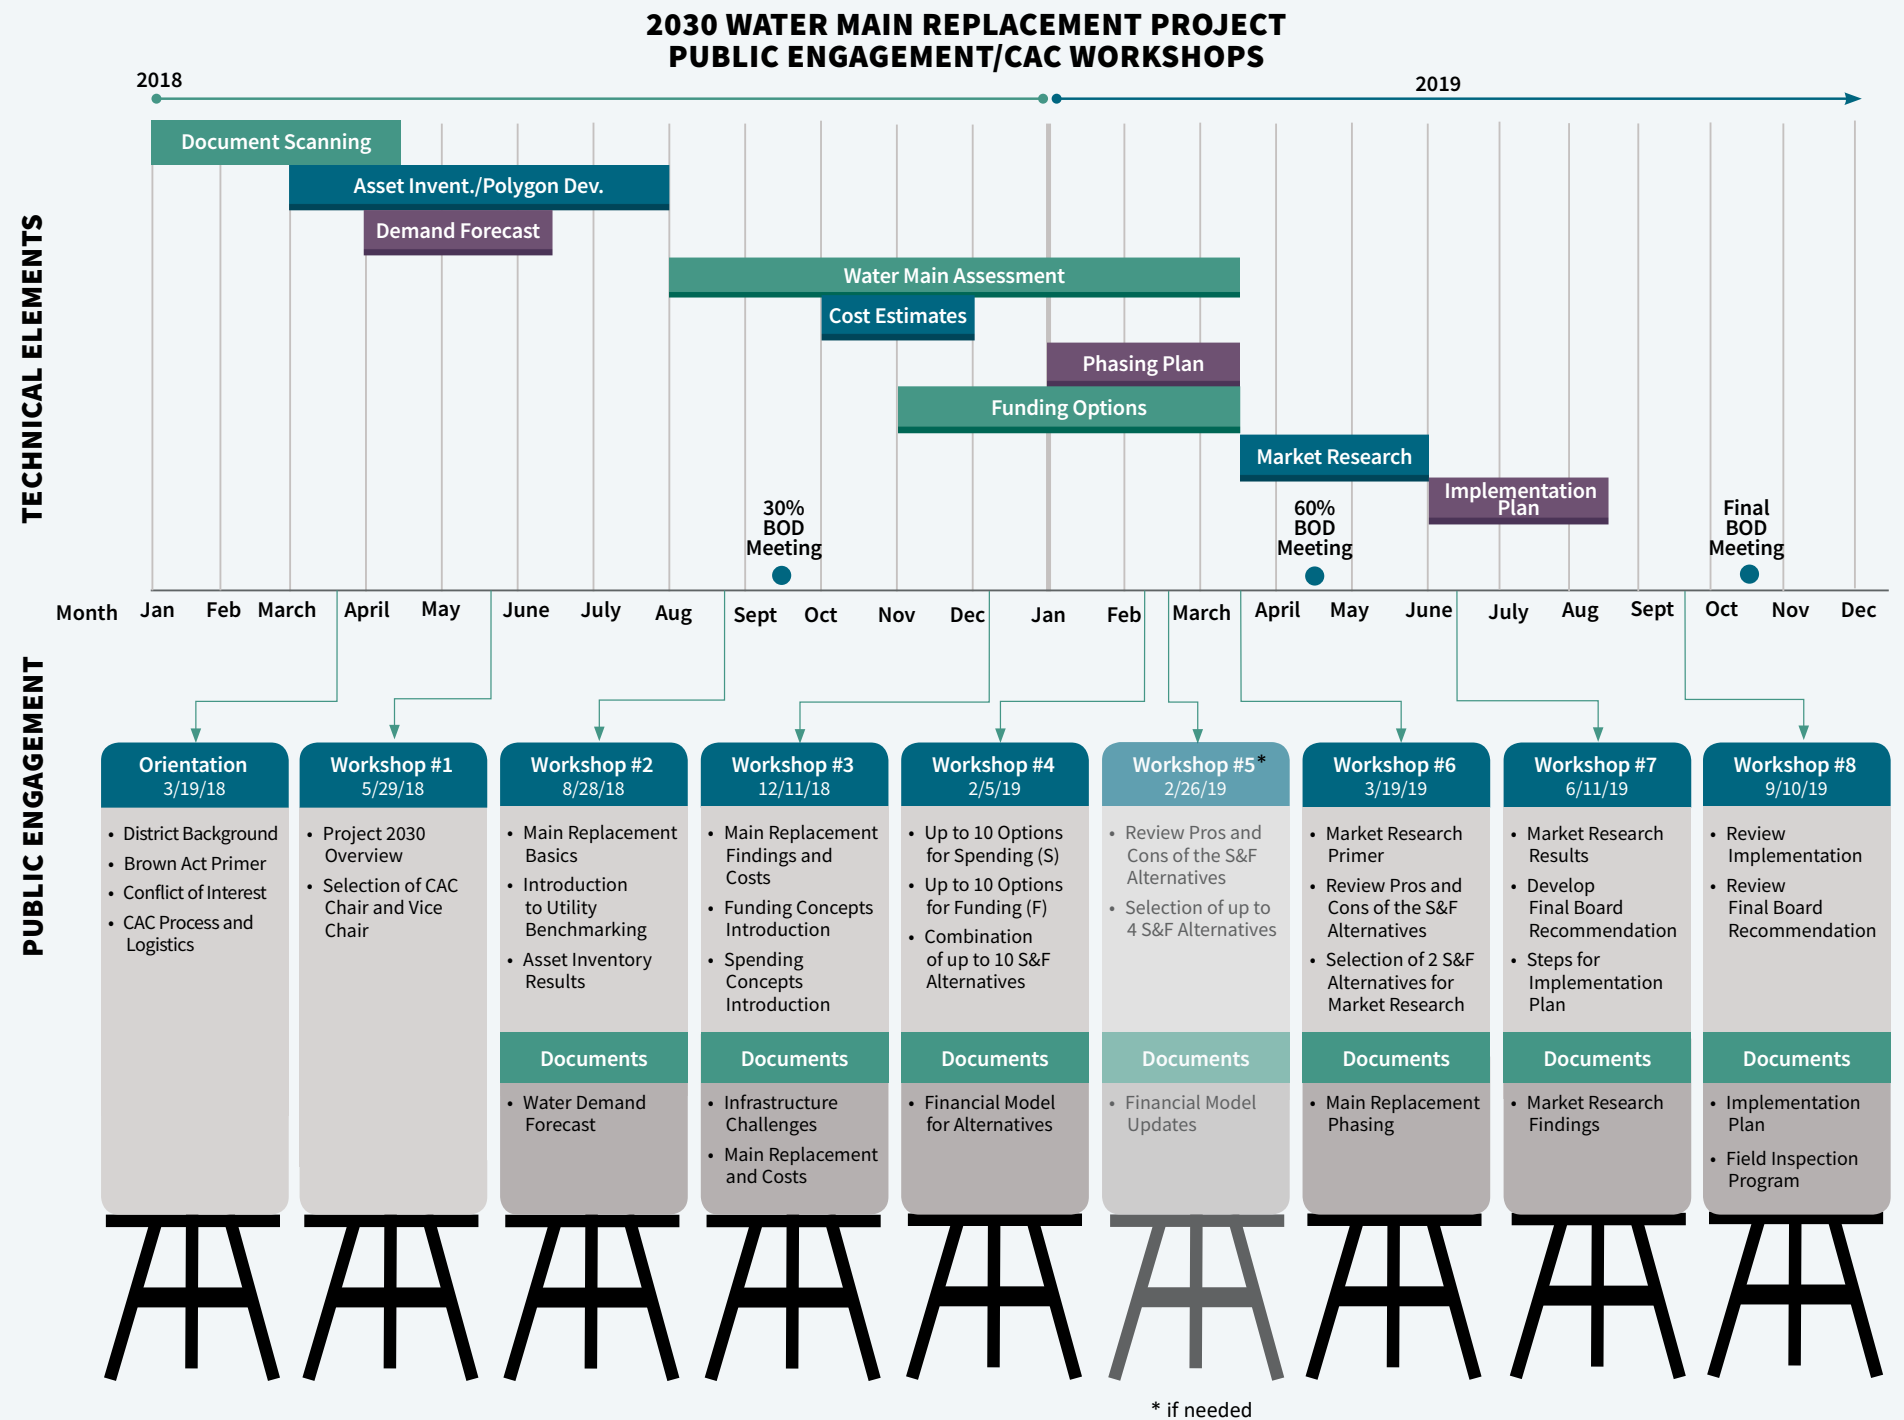 2030 WATER MAIN REPLACEMENT PROJECT
PUBLIC ENGAGEMENT/CAC WORKSHOPS
2018
2019
TECHNICAL ELEMENTS
Document Scanning
Asset Invent./Polygon Dev.
Demand Forecast
Water Main Assessment
Cost Estimates
Phasing Plan
Funding Options
Market Research
Implementation
Plan
30%
BOD
Meeting
60%
BOD
Meeting
Final
BOD
Meeting
Month Jan Feb March April May June July Aug Sept Oct Nov Dec Jan Feb March April May June July Aug Sept Oct Nov Dec
PUBLIC ENGAGEMENT
Orientation
3/19/18
• District Background
• Brown Act Primer
• Conflict of Interest
• CAC Process and
Logistics
Workshop #1
5/29/18
• Project 2030
Overview
• Selection of CAC
Chair and Vice
Chair
Workshop #2
8/28/18
• Main Replacement
Basics
• Introduction
to Utility
Benchmarking
• Asset Inventory
Results
Documents
• Water Demand
Forecast
Workshop #3
12/11/18
• Main Replacement
Findings and
Costs
• Funding Concepts
Introduction
• Spending
Concepts
Introduction
Documents
• Infrastructure
Challenges
• Main Replacement
and Costs
Workshop #4
2/5/19
• Up to 10 Options
for Spending (S)
• Up to 10 Options
for Funding (F)
• Combination
of up to 10 S&F
Alternatives
Documents
• Financial Model
for Alternatives
Workshop #5*
2/26/19
• Review Pros and
Cons of the S&F
Alternatives
• Selection of up to
4 S&F Alternatives
Documents
• Financial Model
Updates
Workshop #6
3/19/19
• Market Research
Primer
• Review Pros and
Cons of the S&F
Alternatives
• Selection of 2 S&F
Alternatives for
Market Research
Documents
• Main Replacement
Phasing
Workshop #7
6/11/19
• Market Research
Results
• Develop
Final Board
Recommendation
• Steps for
Implementation
Plan
Documents
• Market Research
Findings
Workshop #8
9/10/19
• Review
Implementation
• Review
Final Board
Recommendation
Documents
• Implementation
Plan
• Field Inspection
Program
* if needed